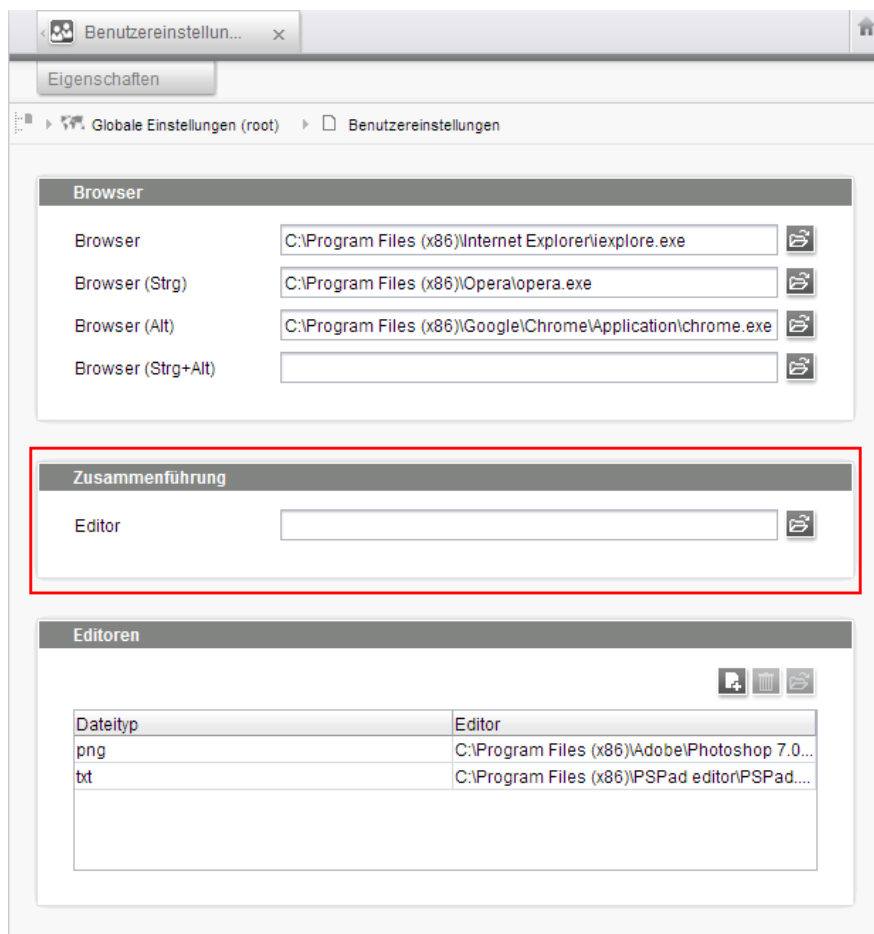 Benutzereinstellun...
Eigenschaften
Globale Einstellungen (root) Benutzereinstellungen
Browser
Browser C:\Program Files (x86)\Internet Explorer\iexplore.exe
Browser (Strg) C:\Program Files (x86)\Opera\opera.exe
Browser (Alt) C:\Program Files (x86)\Google\Chrome\Application\chrome.exe
Browser (Strg+Alt)
Zusammenführung
Editor
Editoren
Dateityp Editor
png C:\Program Files (x86)\Adobe\Photoshop 7.0...
txt C:\Program Files (x86)\PSPad editor\PSPad....